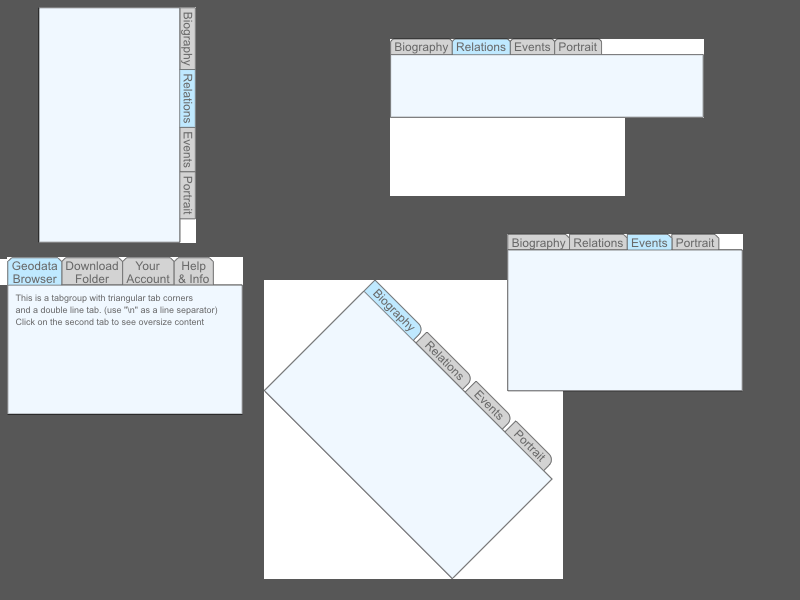 Biography
Relations
Events
Portrait
Biography Relations Events Portrait
Geodata Download Your Help
Browser Folder Account & Info
This is a tabgroup with triangular tab corners
and a double line tab. (use "\n" as a line separator)
Click on the second tab to see oversize content
Biography Relations Events Portrait
Biography
Relations
Events
Portrait